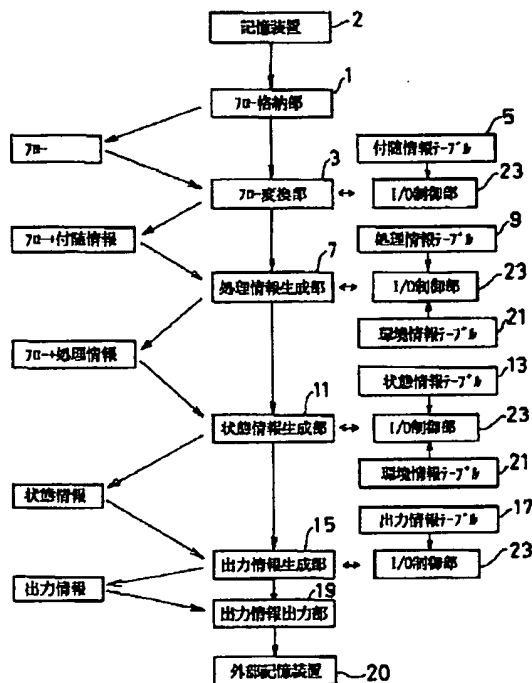 記憶装置
2
1
ﾌﾛｰ格納部
5
ﾌﾛｰ
付随情報ﾃｰﾌﾞﾙ
3
23
ﾌﾛｰ変換部
I/O制御部
9
ﾌﾛｰ+付随情報
処理情報ﾃｰﾌﾞﾙ
7
23
処理情報生成部
I/O制御部
21
環境情報ﾃｰﾌﾞﾙ
ﾌﾛｰ+処理情報
13
状態情報ﾃｰﾌﾞﾙ
11
23
状態情報生成部
I/O制御部
21
環境情報ﾃｰﾌﾞﾙ
状態情報
17
出力情報ﾃｰﾌﾞﾙ
15
23
出力情報生成部
I/O制御部
出力情報
19
出力情報出力部
外部記憶装置
20